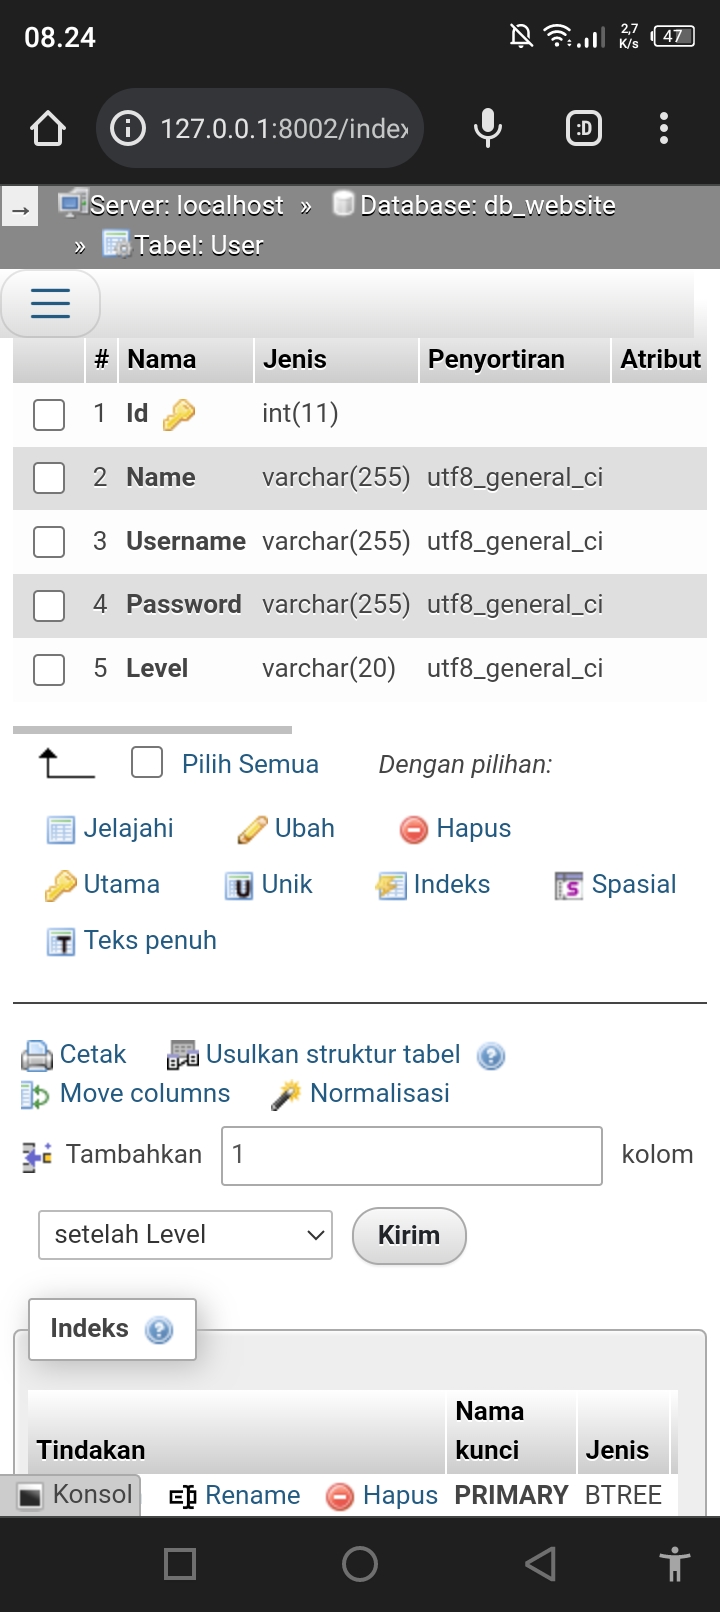 08.24
2,7
K/s
47
127.0.0.1:8002/index
:D
→ Server: localhost » Database: db_website
» Tabel: User
# Nama Jenis Penyortiran Atribut
1 Id int(11)
2 Name varchar(255) utf8_general_ci
3 Username varchar(255) utf8_general_ci
4 Password varchar(255) utf8_general_ci
5 Level varchar(20) utf8_general_ci
Pilih Semua Dengan pilihan:
Jelajahi Ubah Hapus
Utama U Unik Indeks S Spasial
T Teks penuh
Cetak Usulkan struktur tabel ?
Move columns Normalisasi
Tambahkan 1 kolom
setelah Level Kirim
Indeks ?
Tindakan Nama kunci Jenis
Konsol Rename Hapus PRIMARY BTREE